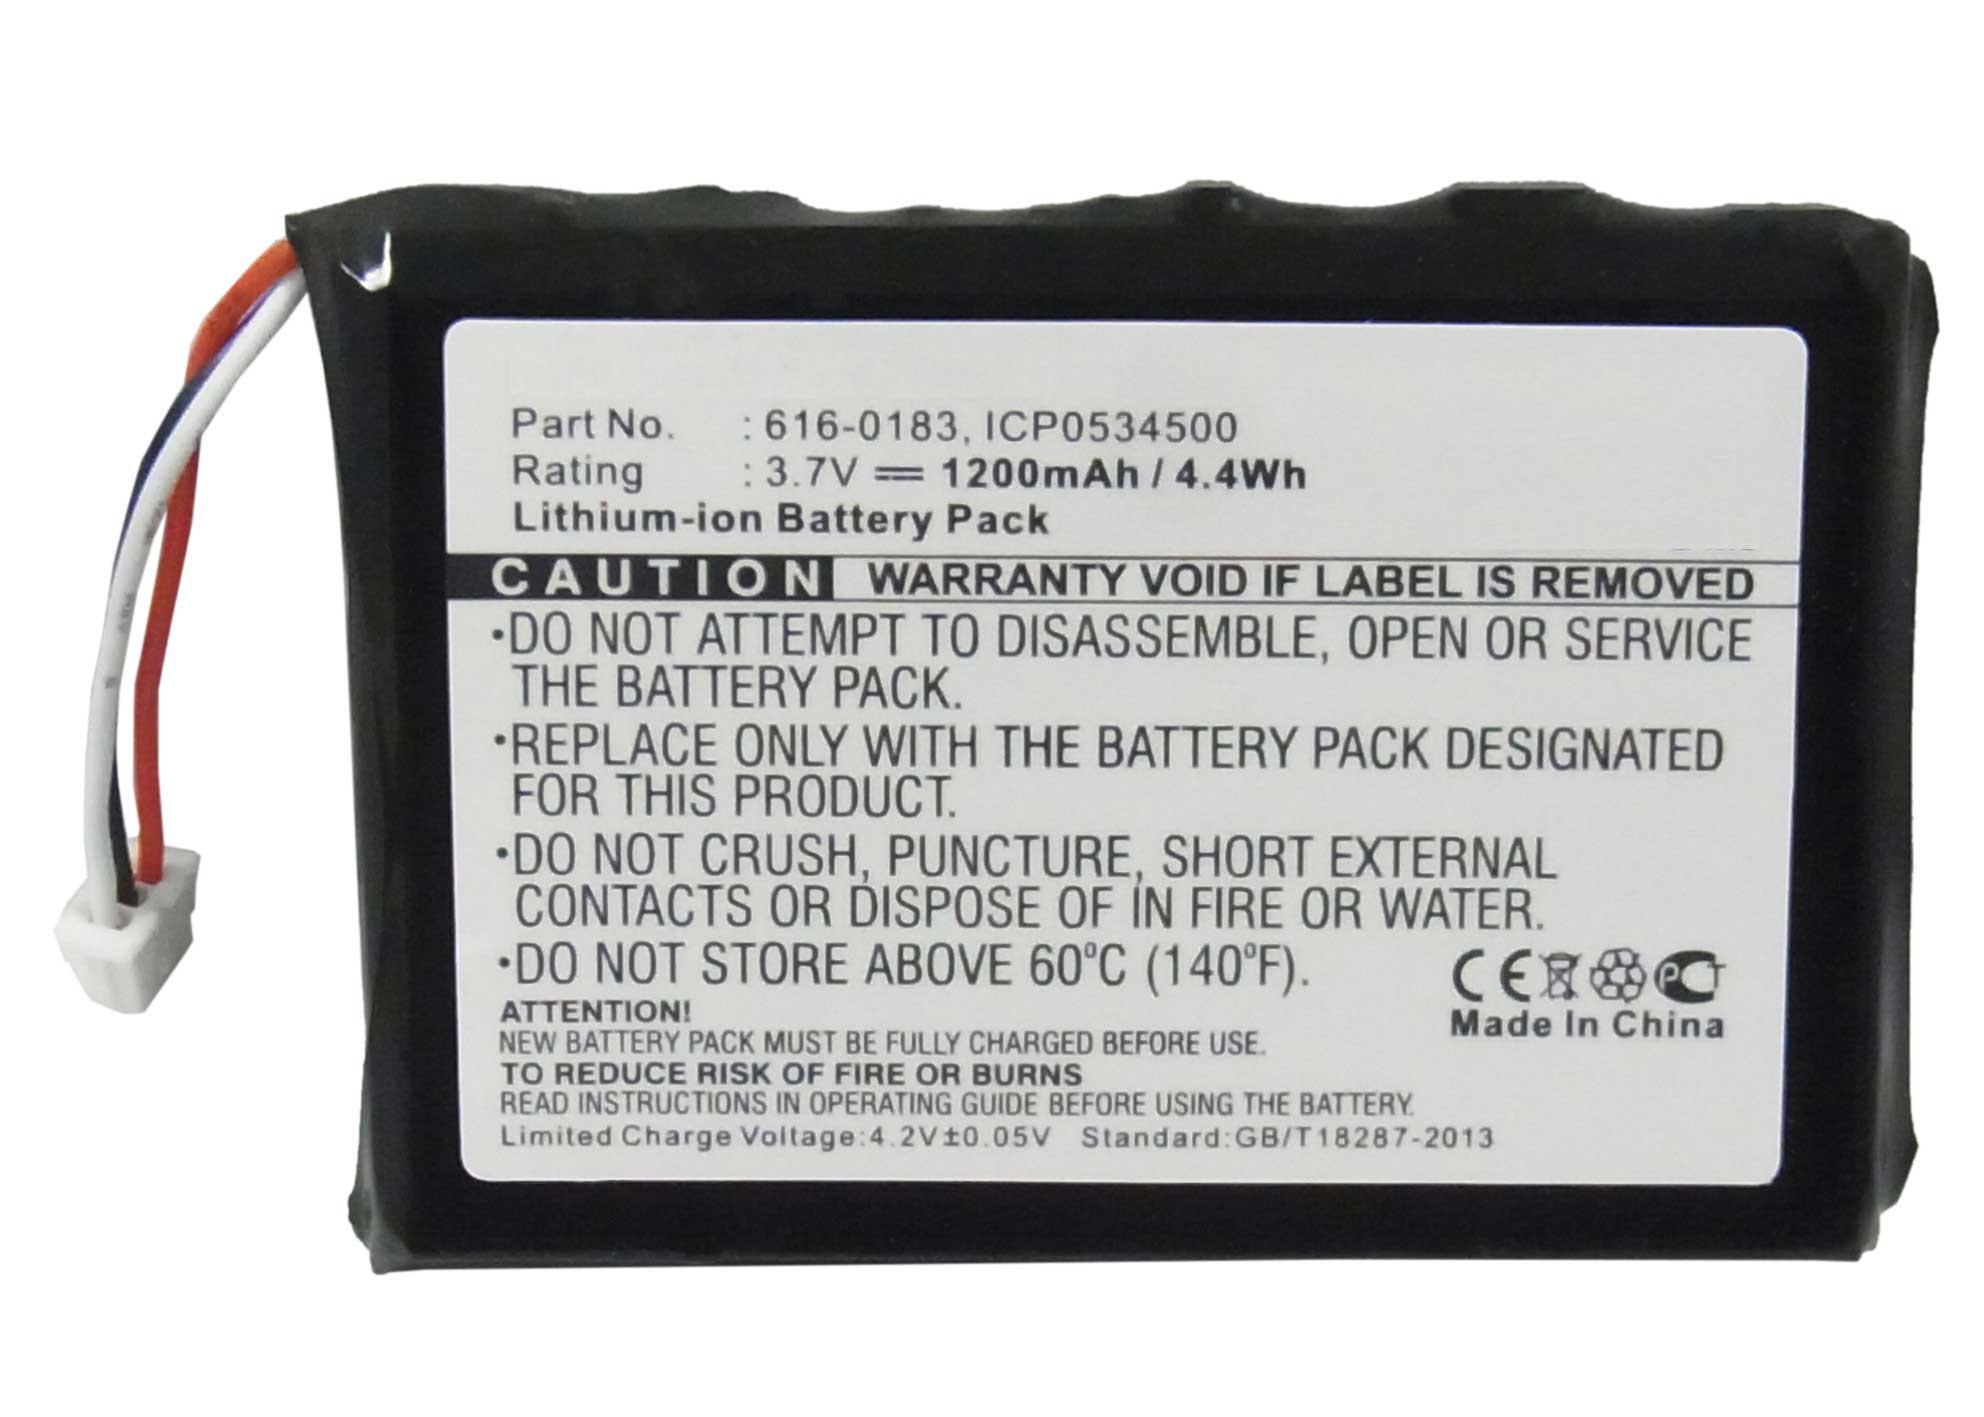 Part No. : 616-0183, ICP0534500
Rating : 3.7V ⎓ 1200mAh / 4.4Wh
Lithium-ion Battery Pack
CAUTION WARRANTY VOID IF LABEL IS REMOVED
·DO NOT ATTEMPT TO DISASSEMBLE, OPEN OR SERVICE
THE BATTERY PACK.
·REPLACE ONLY WITH THE BATTERY PACK DESIGNATED
FOR THIS PRODUCT.
·DO NOT CRUSH, PUNCTURE, SHORT EXTERNAL
CONTACTS OR DISPOSE OF IN FIRE OR WATER.
·DO NOT STORE ABOVE 60°C (140°F).
CE PCT
Made In China
ATTENTION!
NEW BATTERY PACK MUST BE FULLY CHARGED BEFORE USE.
TO REDUCE RISK OF FIRE OR BURNS
READ INSTRUCTIONS IN OPERATING GUIDE BEFORE USING THE BATTERY.
Limited Charge Voltage:4.2V±0.05V Standard:GB/T18287-2013